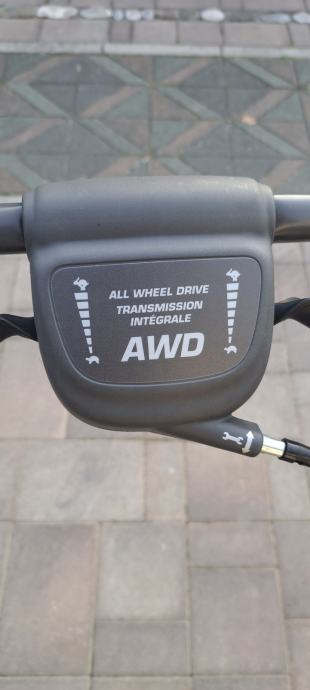 ALL WHEEL DRIVE
TRANSMISSION
INTÉGRALE
AWD